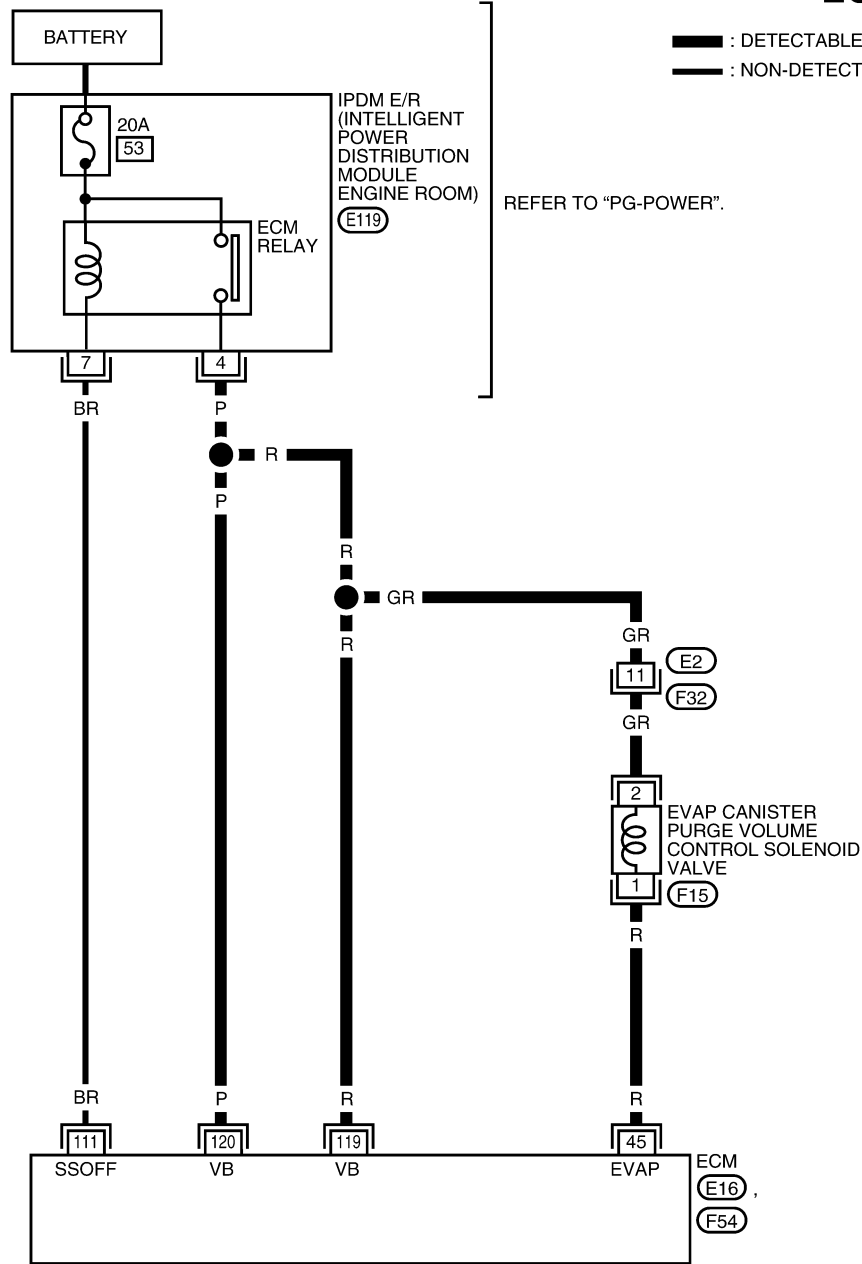 BATTERY
: DETECTABLE
: NON-DETECT
20A
53
IPDM E/R
(INTELLIGENT
POWER
DISTRIBUTION
MODULE
ENGINE ROOM)
E119
REFER TO “PG-POWER”.
ECM
RELAY
7
4
BR
P
R
P
R
GR
R
GR
11
E2
F32
GR
2
EVAP CANISTER
PURGE VOLUME
CONTROL SOLENOID
VALVE
1
F15
R
BR
P
R
R
111
120
119
45
SSOFF
VB
VB
EVAP
ECM
E16 ,
F54